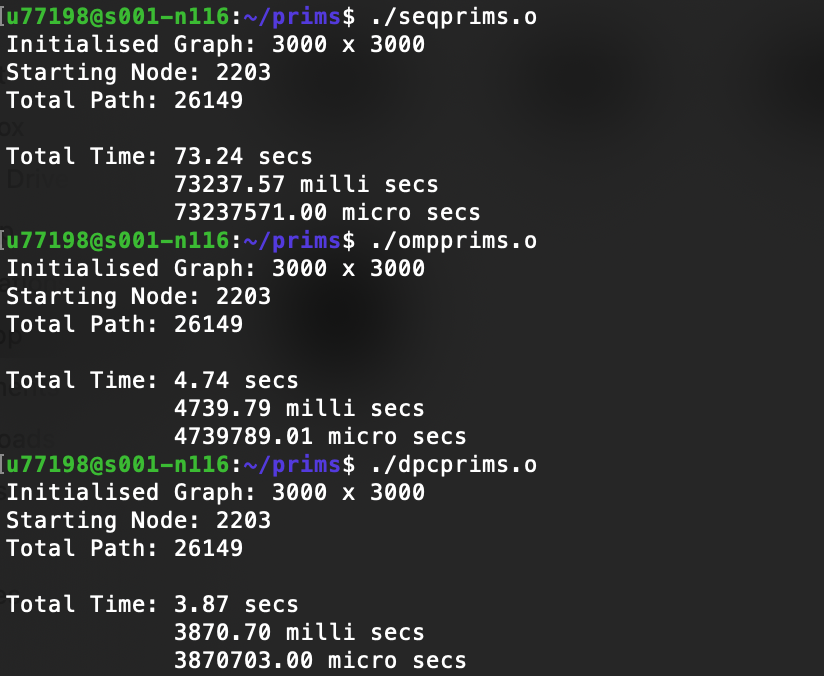 [u77198@s001-n116:~/prims$ ./seqprims.o
Initialised Graph: 3000 x 3000
Starting Node: 2203
Total Path: 26149
Total Time: 73.24 secs
73237.57 milli secs
73237571.00 micro secs
[u77198@s001-n116:~/prims$ ./ompprims.o
Initialised Graph: 3000 x 3000
Starting Node: 2203
Total Path: 26149
Total Time: 4.74 secs
4739.79 milli secs
4739789.01 micro secs
[u77198@s001-n116:~/prims$ ./dpcprims.o
Initialised Graph: 3000 x 3000
Starting Node: 2203
Total Path: 26149
Total Time: 3.87 secs
3870.70 milli secs
3870703.00 micro secs